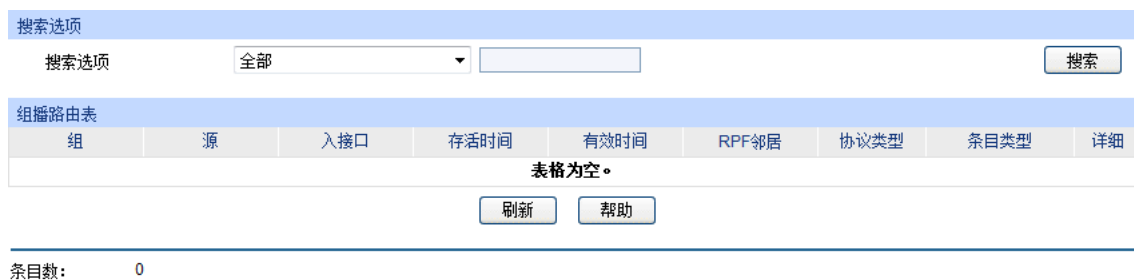 搜索选项
搜索选项 全部 搜索
组播路由表
组 源 入接口 存活时间 有效时间 RPF邻居 协议类型 条目类型 详细
表格为空。
刷新 帮助
条目数： 0